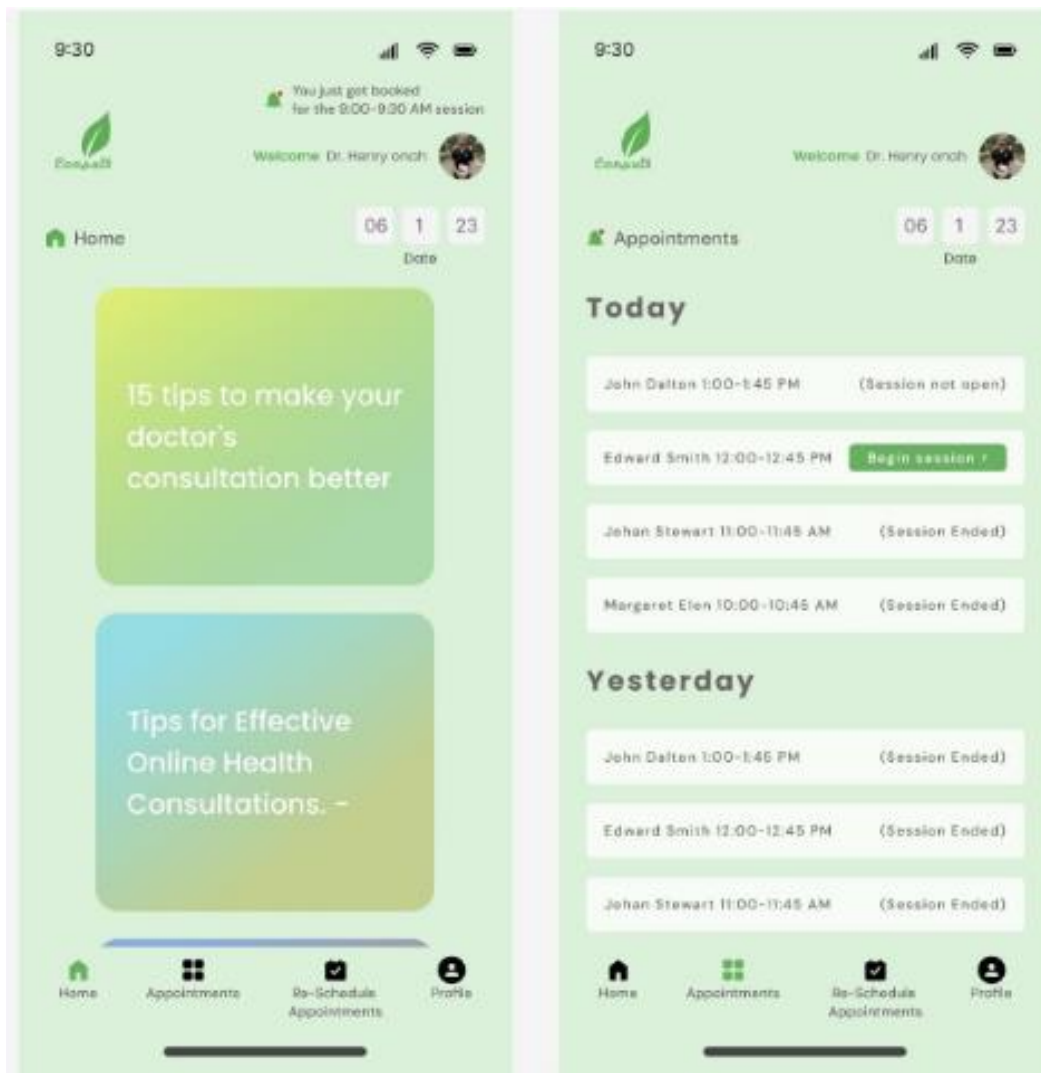 9:30
You just got booked
for the 9:00-9:30 AM session
Consult
Welcome Dr. Henry onah
Home
06 1 23
Date
15 tips to make your
doctor's
consultation better
Tips for Effective
Online Health
Consultations. -
Home
Appointments
Re-Schedule
Appointments
Profile
9:30
Consult
Welcome Dr. Henry onah
Appointments
06 1 23
Date
Today
John Dalton 1:00-1:45 PM (Session not open)
Edward Smith 12:00-12:45 PM Begin session >
Johan Stewart 11:00-11:45 AM (Session Ended)
Margaret Elen 10:00-10:45 AM (Session Ended)
Yesterday
John Dalton 1:00-1:45 PM (Session Ended)
Edward Smith 12:00-12:45 PM (Session Ended)
Johan Stewart 11:00-11:45 AM (Session Ended)
Home
Appointments
Re-Schedule
Appointments
Profile